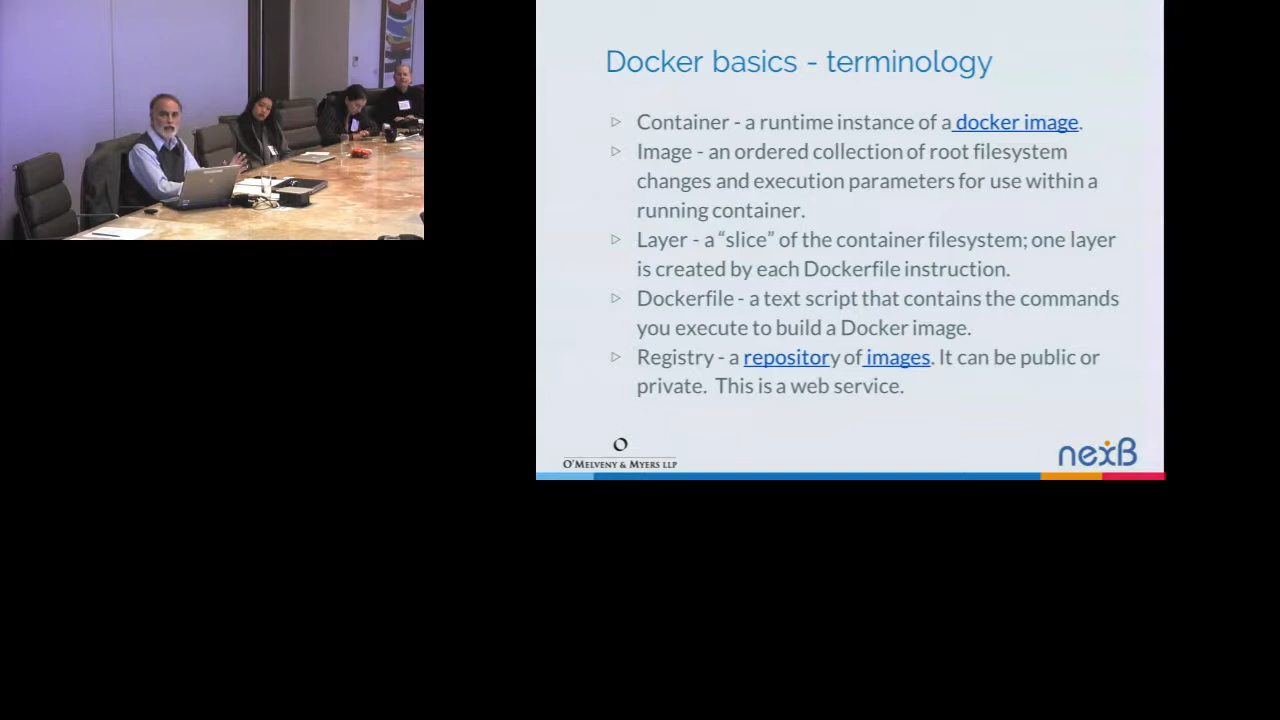 Docker basics - terminology
▷ Container - a runtime instance of a docker image.
▷ Image - an ordered collection of root filesystem
changes and execution parameters for use within a
running container.
▷ Layer - a “slice” of the container filesystem; one layer
is created by each Dockerfile instruction.
▷ Dockerfile - a text script that contains the commands
you execute to build a Docker image.
▷ Registry - a repository of images. It can be public or
private. This is a web service.
O'MELVENY & MYERS LLP
nexB